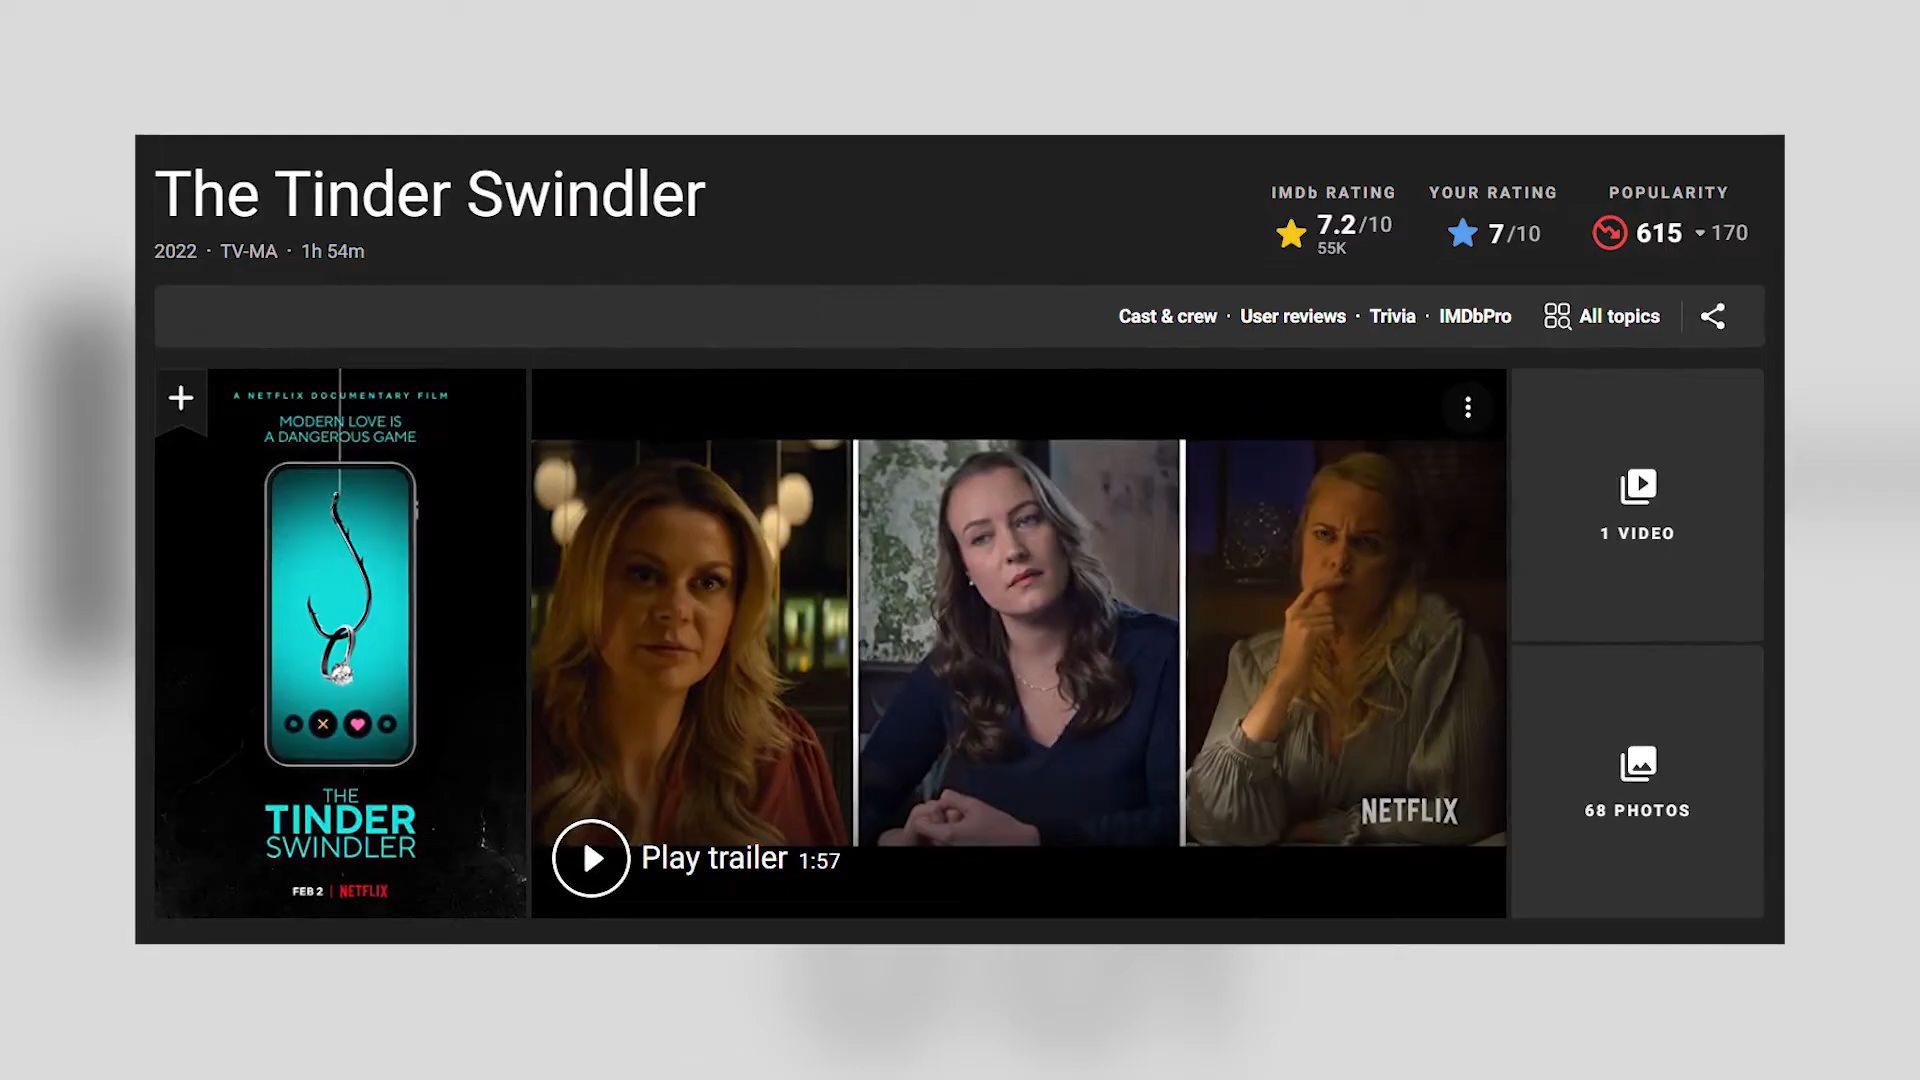 The Tinder Swindler
2022 · TV-MA · 1h 54m
IMDb RATING
7.2/10
55K
YOUR RATING
7/10
POPULARITY
615 170
Cast & crew · User reviews · Trivia · IMDbPro
All topics
A NETFLIX DOCUMENTARY FILM
MODERN LOVE IS
A DANGEROUS GAME
THE
TINDER
SWINDLER
FEB 2 | NETFLIX
NETFLIX
Play trailer 1:57
1 VIDEO
68 PHOTOS